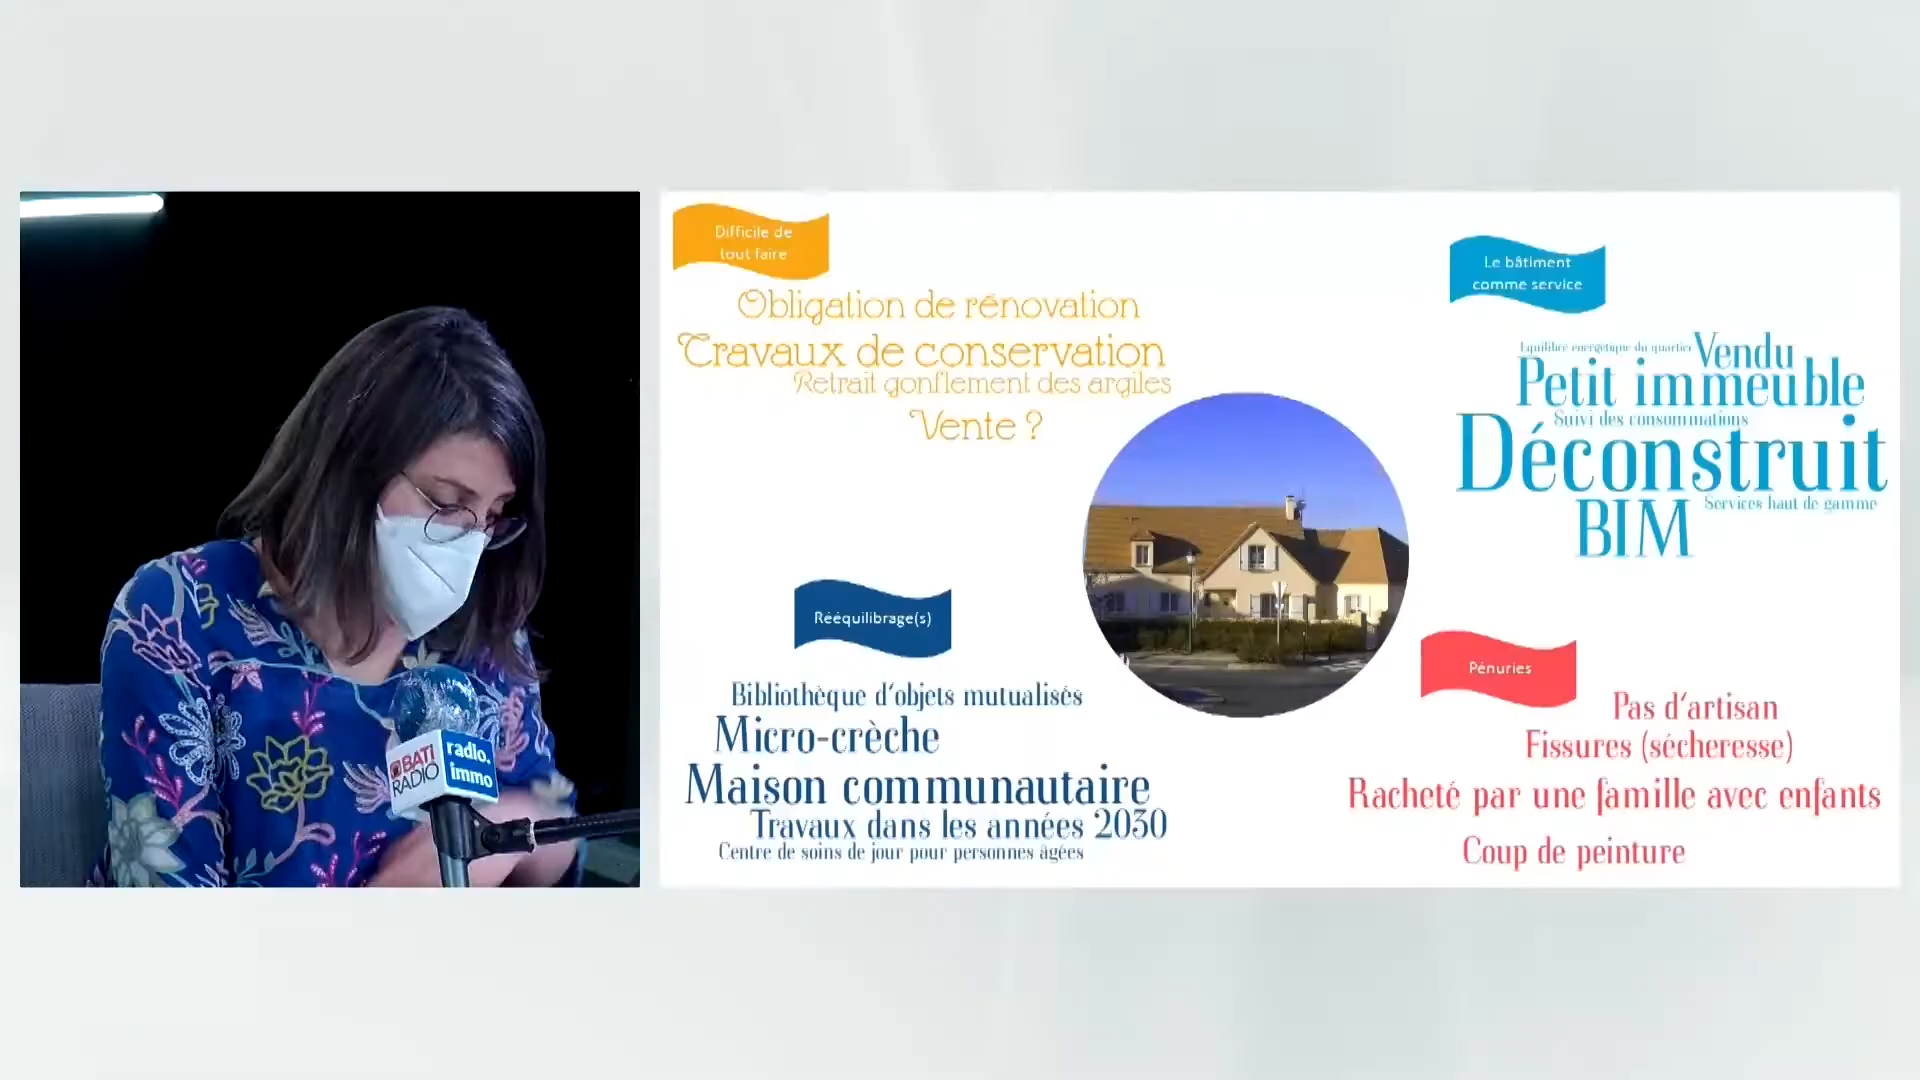 Difficile de
tout faire
Obligation de rénovation
Travaux de conservation
Retrait gonflement des argiles
Vente ?
Le bâtiment
comme service
Equilibre energetique du quartier
Vendu
Petit immeuble
Suivi des consommations
Déconstruit
Services haut de gamme
BIM
Rééquilibrage(s)
Bibliothèque d'objets mutualisés
Micro-crèche
Maison communautaire
Travaux dans les années 2030
Centre de soins de jour pour personnes âgées
Pénuries
Pas d'artisan
Fissures (sécheresse)
Racheté par une famille avec enfants
Coup de peinture
BATI
RADIO
radio.
immo